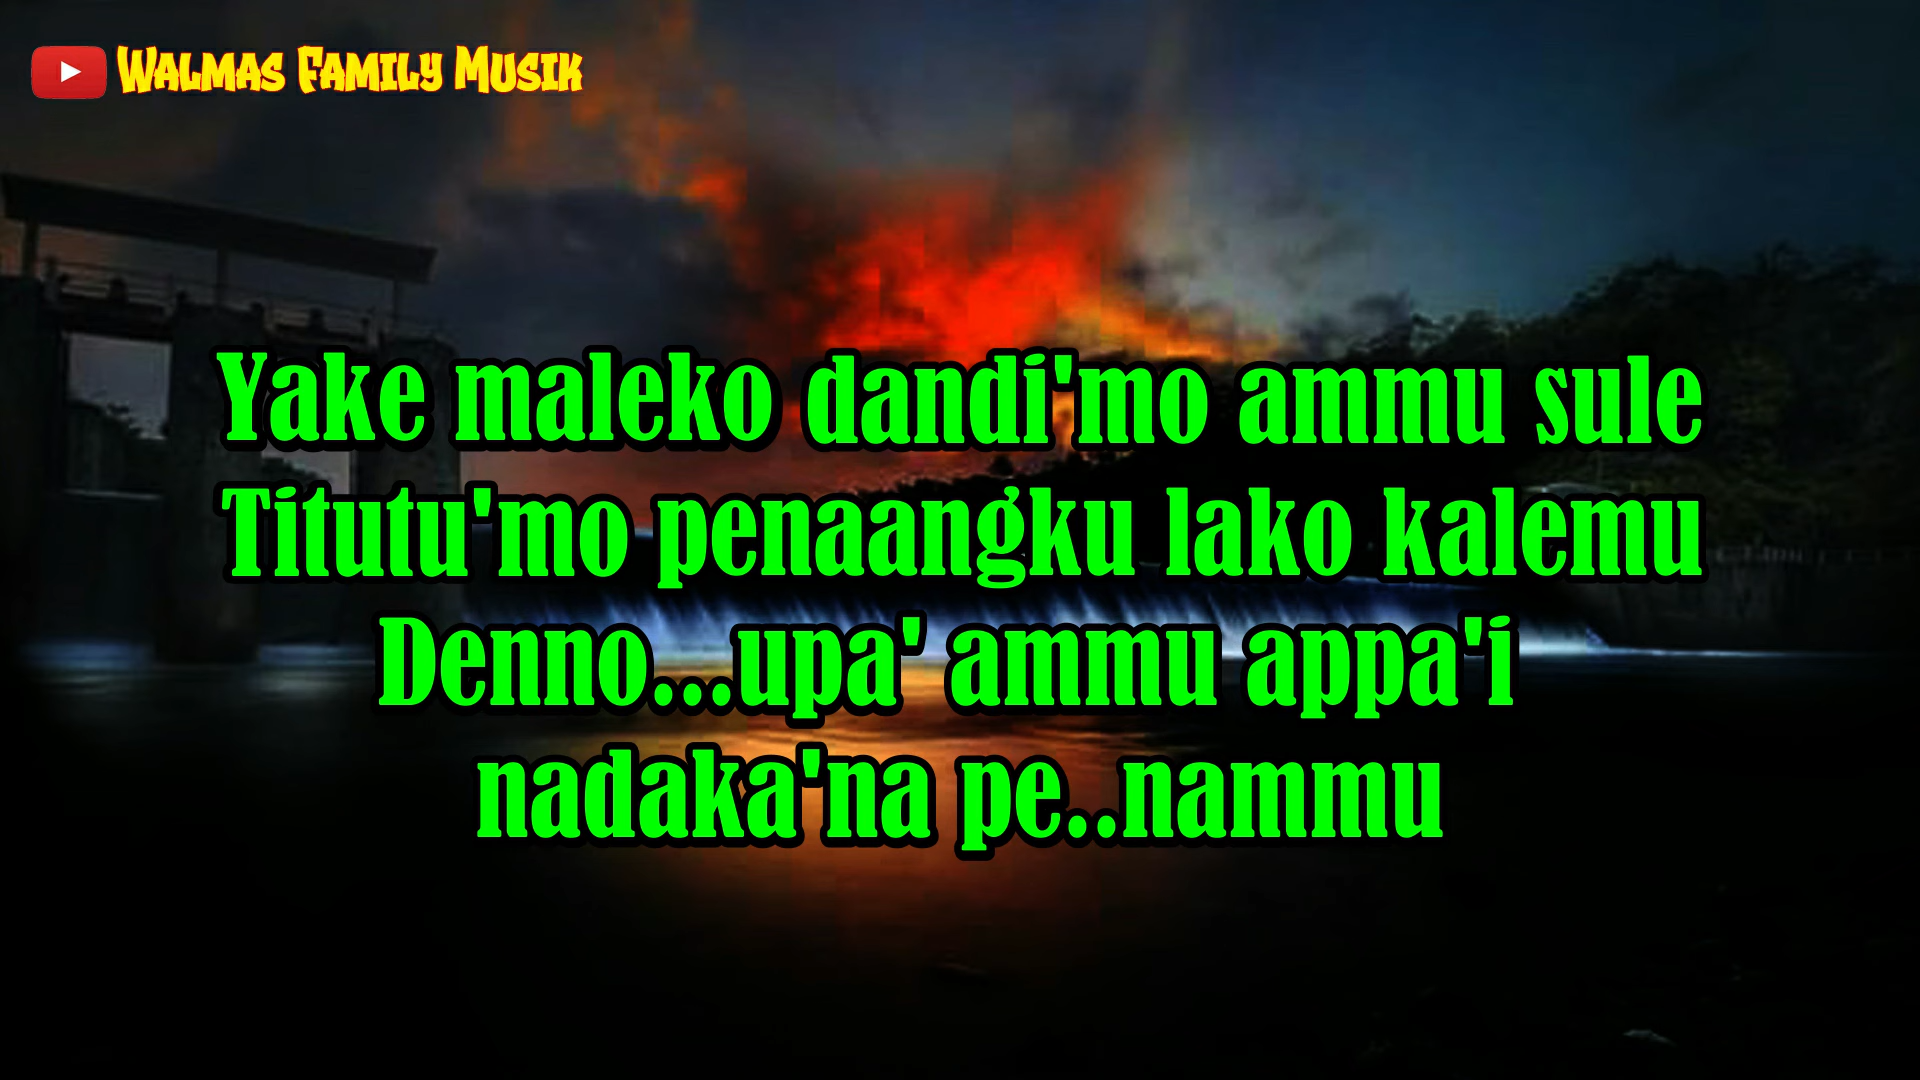 Walmas Family Musik
Yake maleko dandi'mo ammu sule
Titutu'mo penaangku lako kalemu
Denno...upa' ammu appa'i
nadaka'na pe..nammu